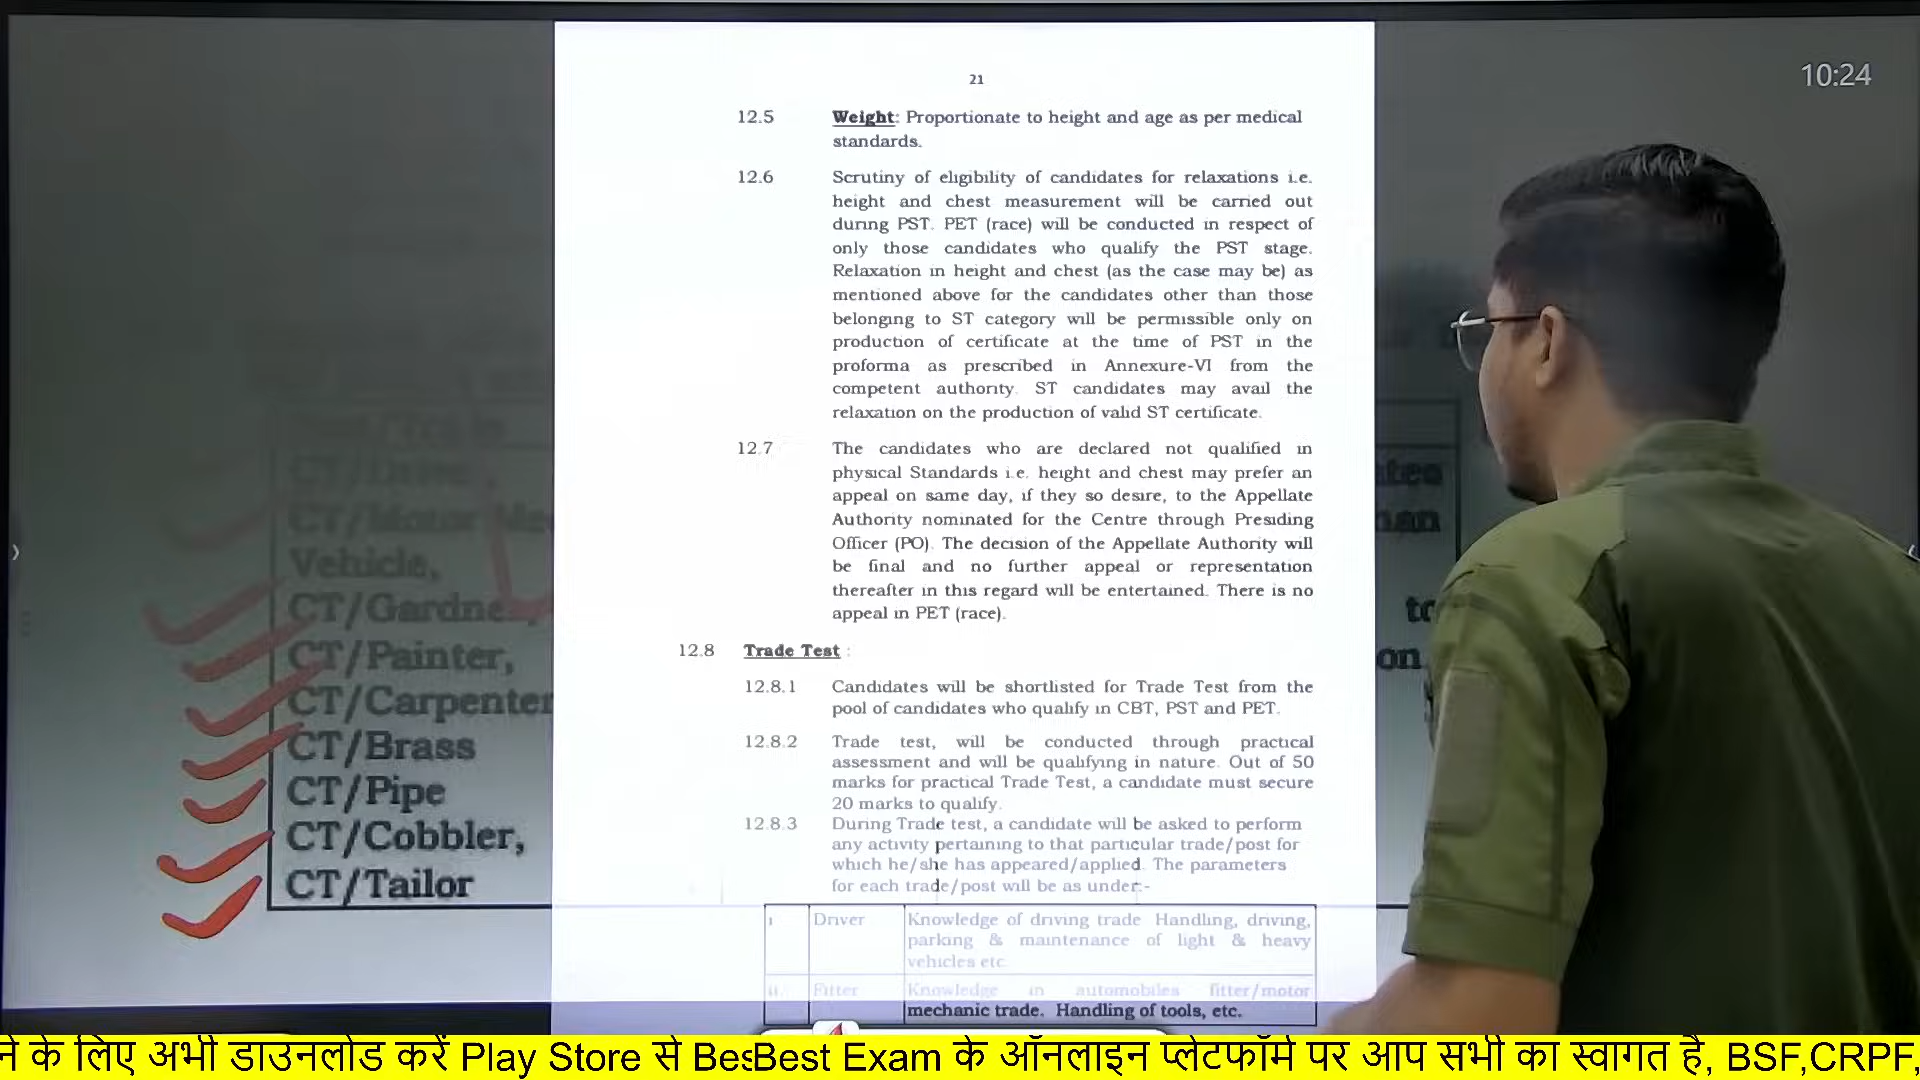 10:24
21
12.5 Weight: Proportionate to height and age as per medical
standards.
12.6 Scrutiny of eligibility of candidates for relaxations i.e.
height and chest measurement will be carried out
during PST. PET (race) will be conducted in respect of
only those candidates who qualify the PST stage.
Relaxation in height and chest (as the case may be) as
mentioned above for the candidates other than those
belonging to ST category will be permissible only on
production of certificate at the time of PST in the
proforma as prescribed in Annexure-VI from the
competent authority. ST candidates may avail the
relaxation on the production of valid ST certificate.
12.7 The candidates who are declared not qualified in
physical Standards i.e. height and chest may prefer an
appeal on same day, if they so desire, to the Appellate
Authority nominated for the Centre through Presiding
Officer (PO). The decision of the Appellate Authority will
be final and no further appeal or representation
thereafter in this regard will be entertained. There is no
appeal in PET (race).
12.8 Trade Test :
12.8.1 Candidates will be shortlisted for Trade Test from the
pool of candidates who qualify in CBT, PST and PET.
12.8.2 Trade test, will be conducted through practical
assessment and will be qualifying in nature. Out of 50
marks for practical Trade Test, a candidate must secure
20 marks to qualify.
12.8.3 During Trade test, a candidate will be asked to perform
any activity pertaining to that particular trade/post for
which he/she has appeared/applied. The parameters
for each trade/post will be as under:-
i Driver Knowledge of driving trade Handling, driving,
parking & maintenance of light & heavy
vehicles etc
ii. Fitter Knowledge in automobiles fitter/motor
mechanic trade. Handling of tools, etc.
CT/Driver,
CT/Motor
Vehicle,
CT/Gardne
CT/Painter,
CT/Carpenter
CT/Brass
CT/Pipe
CT/Cobbler,
CT/Tailor
on
ने के लिए अभी डाउनलोड करें Play Store से Bes Best Exam के ऑनलाइन प्लेटफॉर्म पर आप सभी का स्वागत है, BSF,CRPF,